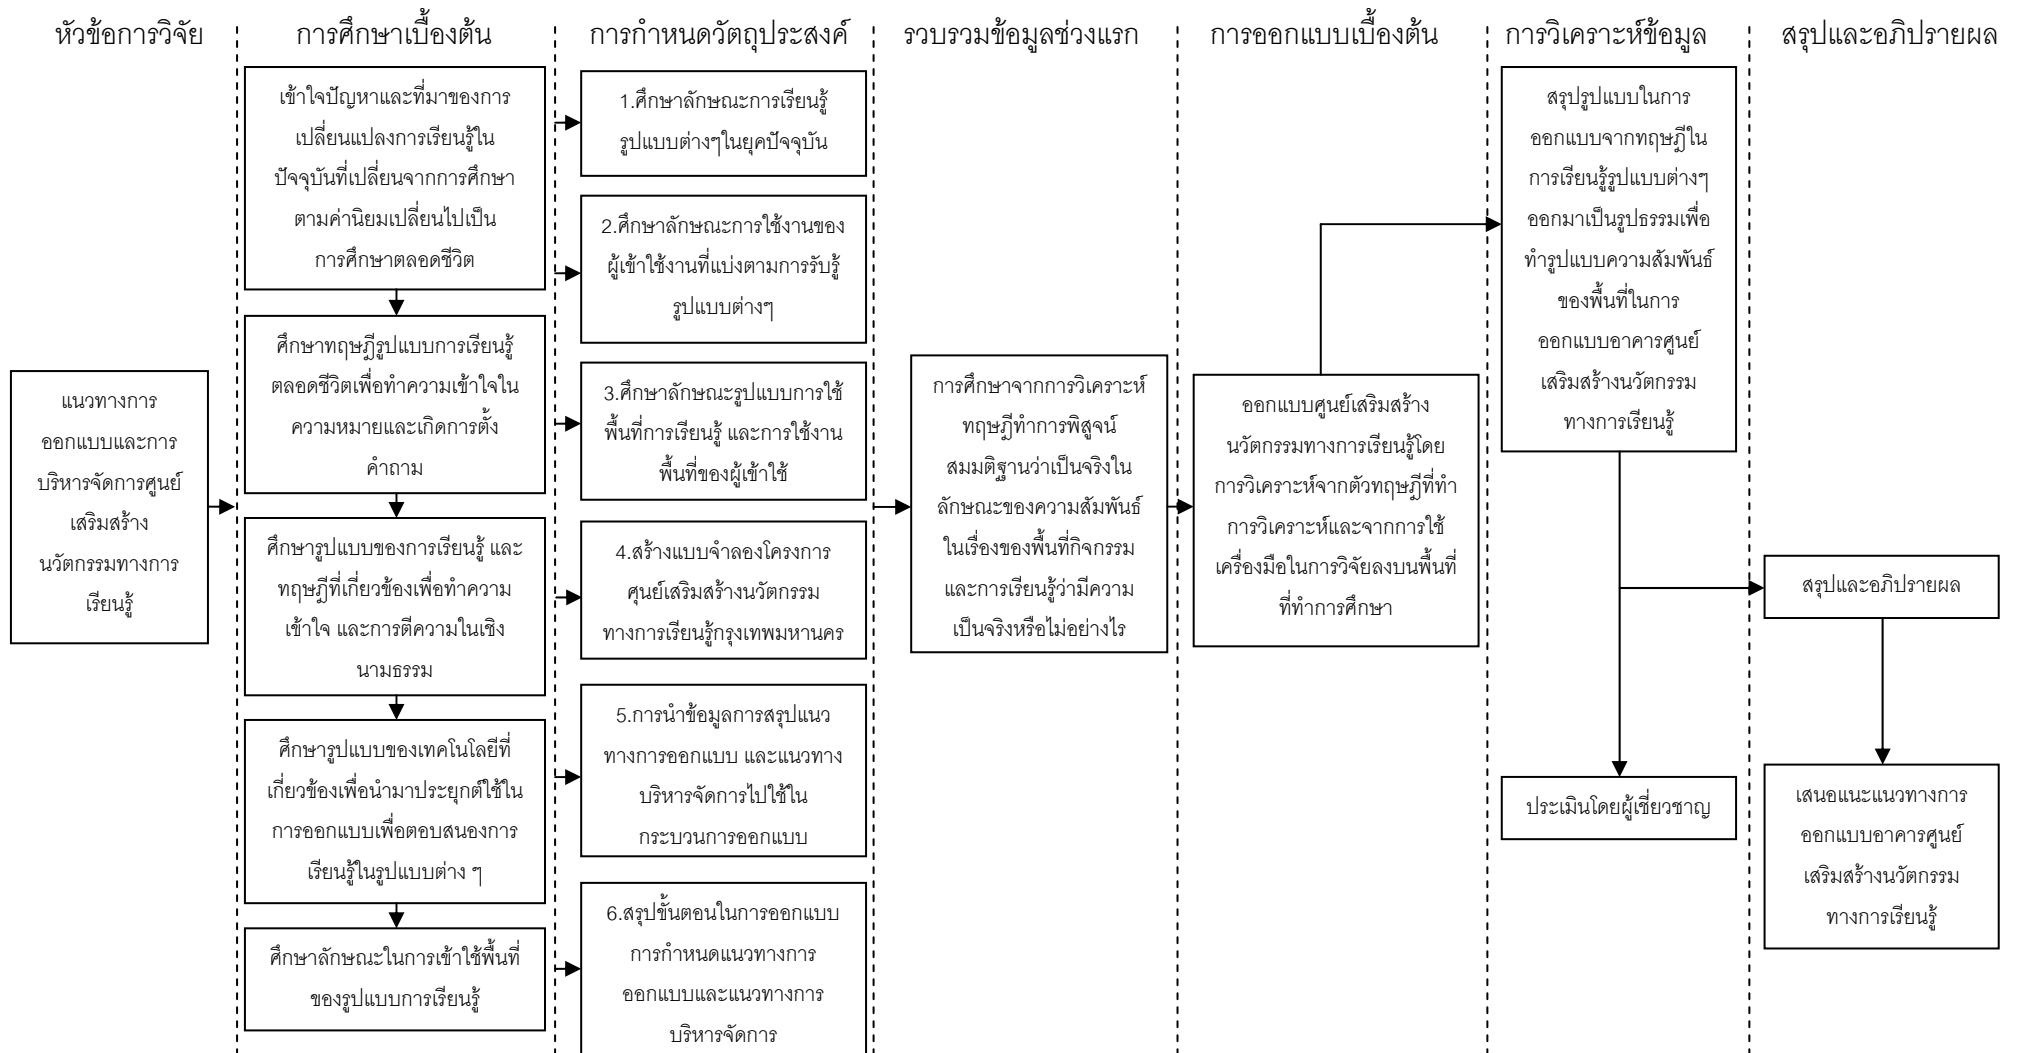 หัวข้อการวิจัย
การศึกษาเบื้องต้น
การกำหนดวัตถุประสงค์
รวบรวมข้อมูลช่วงแรก
การออกแบบเบื้องต้น
การวิเคราะห์ข้อมูล
สรุปและอภิปรายผล
แนวทางการ
ออกแบบและการ
บริหารจัดการศูนย์
เสริมสร้าง
นวัตกรรมทางการ
เรียนรู้
เข้าใจปัญหาและที่มาของการ
เปลี่ยนแปลงการเรียนรู้ใน
ปัจจุบันที่เปลี่ยนจากการศึกษา
ตามค่านิยมเปลี่ยนไปเป็น
การศึกษาตลอดชีวิต
ศึกษาทฤษฎีรูปแบบการเรียนรู้
ตลอดชีวิตเพื่อทำความเข้าใจใน
ความหมายและเกิดการตั้ง
คำถาม
ศึกษารูปแบบของการเรียนรู้ และ
ทฤษฎีที่เกี่ยวข้องเพื่อทำความ
เข้าใจ และการตีความในเชิง
นามธรรม
ศึกษารูปแบบของเทคโนโลยีที่
เกี่ยวข้องเพื่อนำมาประยุกต์ใช้ใน
การออกแบบเพื่อตอบสนองการ
เรียนรู้ในรูปแบบต่าง ๆ
ศึกษาลักษณะในการเข้าใช้พื้นที่
ของรูปแบบการเรียนรู้
1.ศึกษาลักษณะการเรียนรู้
รูปแบบต่างๆในยุคปัจจุบัน
2.ศึกษาลักษณะการใช้งานของ
ผู้เข้าใช้งานที่แบ่งตามการรับรู้
รูปแบบต่างๆ
3.ศึกษาลักษณะรูปแบบการใช้
พื้นที่การเรียนรู้ และการใช้งาน
พื้นที่ของผู้เข้าใช้
4.สร้างแบบจำลองโครงการ
ศุนย์เสริมสร้างนวัตกรรม
ทางการเรียนรู้กรุงเทพมหานคร
5.การนำข้อมูลการสรุปแนว
ทางการออกแบบ และแนวทาง
บริหารจัดการไปใช้ใน
กระบวนการออกแบบ
6.สรุปขั้นตอนในการออกแบบ
การกำหนดแนวทางการ
ออกแบบและแนวทางการ
บริหารจัดการ
การศึกษาจากการวิเคราะห์
ทฤษฎีทำการพิสูจน์
สมมติฐานว่าเป็นจริงใน
ลักษณะของความสัมพันธ์
ในเรื่องของพื้นที่กิจกรรม
และการเรียนรู้ว่ามีความ
เป็นจริงหรือไม่อย่างไร
ออกแบบศูนย์เสริมสร้าง
นวัตกรรมทางการเรียนรู้โดย
การวิเคราะห์จากตัวทฤษฎีที่ทำ
การวิเคราะห์และจากการใช้
เครื่องมือในการวิจัยลงบนพื้นที่
ที่ทำการศึกษา
สรุปรูปแบบในการ
ออกแบบจากทฤษฎีใน
การเรียนรู้รูปแบบต่างๆ
ออกมาเป็นรูปธรรมเพื่อ
ทำรูปแบบความสัมพันธ์
ของพื้นที่ในการ
ออกแบบอาคารศูนย์
เสริมสร้างนวัตกรรม
ทางการเรียนรู้
ประเมินโดยผู้เชี่ยวชาญ
สรุปและอภิปรายผล
เสนอแนะแนวทางการ
ออกแบบอาคารศูนย์
เสริมสร้างนวัตกรรม
ทางการเรียนรู้